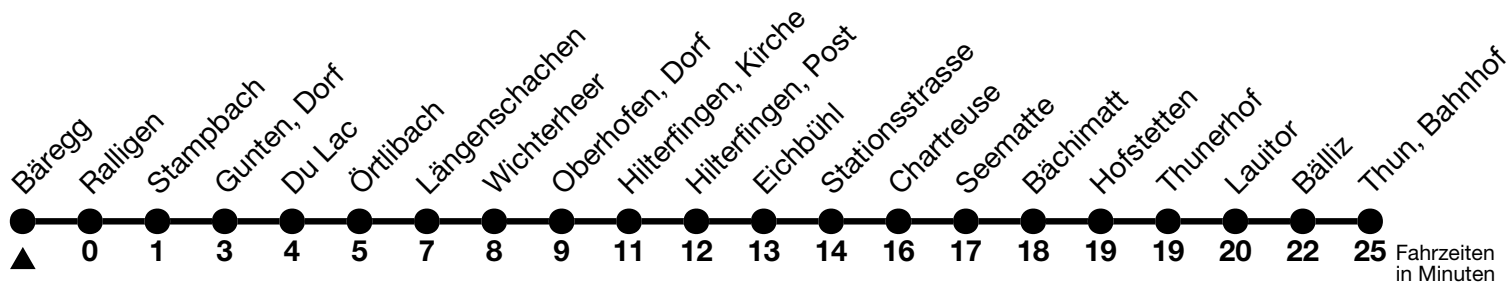 Bäregg
Ralligen
Stampbach
Gunten, Dorf
Du Lac
Örtlibach
Längenschachen
Wichterheer
Oberhofen, Dorf
Hilterfingen, Kirche
Hilterfingen, Post
Eichbühl
Stationsstrasse
Chartreuse
Seematte
Bächimatt
Hofstetten
Thunerhof
Lauitor
Bälliz
Thun, Bahnhof
0 1 3 4 5 7 8 9 11 12 13 14 16 17 18 19 19 20 22 25
Fahrzeiten
in Minuten